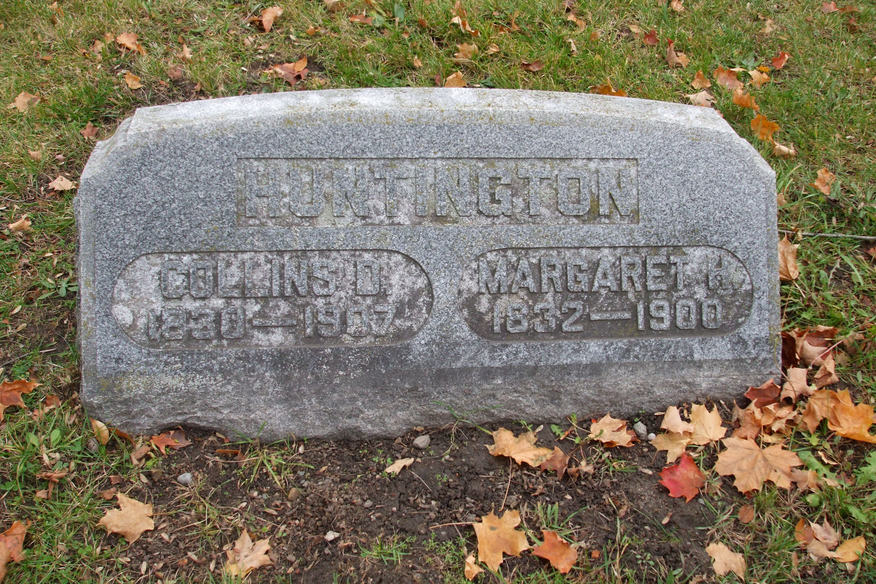 HUNTINGTON
COLLINS D.
1830 - 1907
MARGARET H.
1832 - 1900